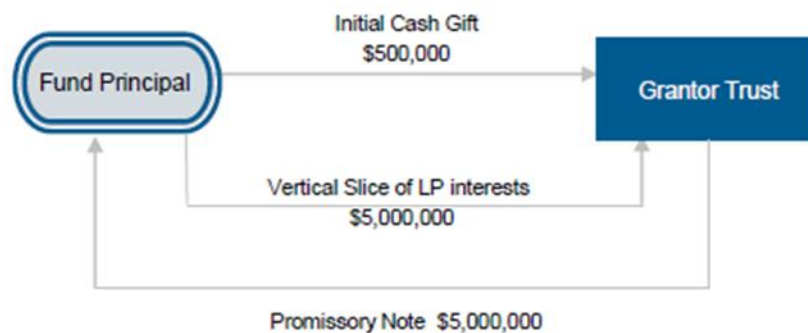 Initial Cash Gift
$500,000
Fund Principal
Grantor Trust
Vertical Slice of LP interests
$5,000,000
Promissory Note $5,000,000